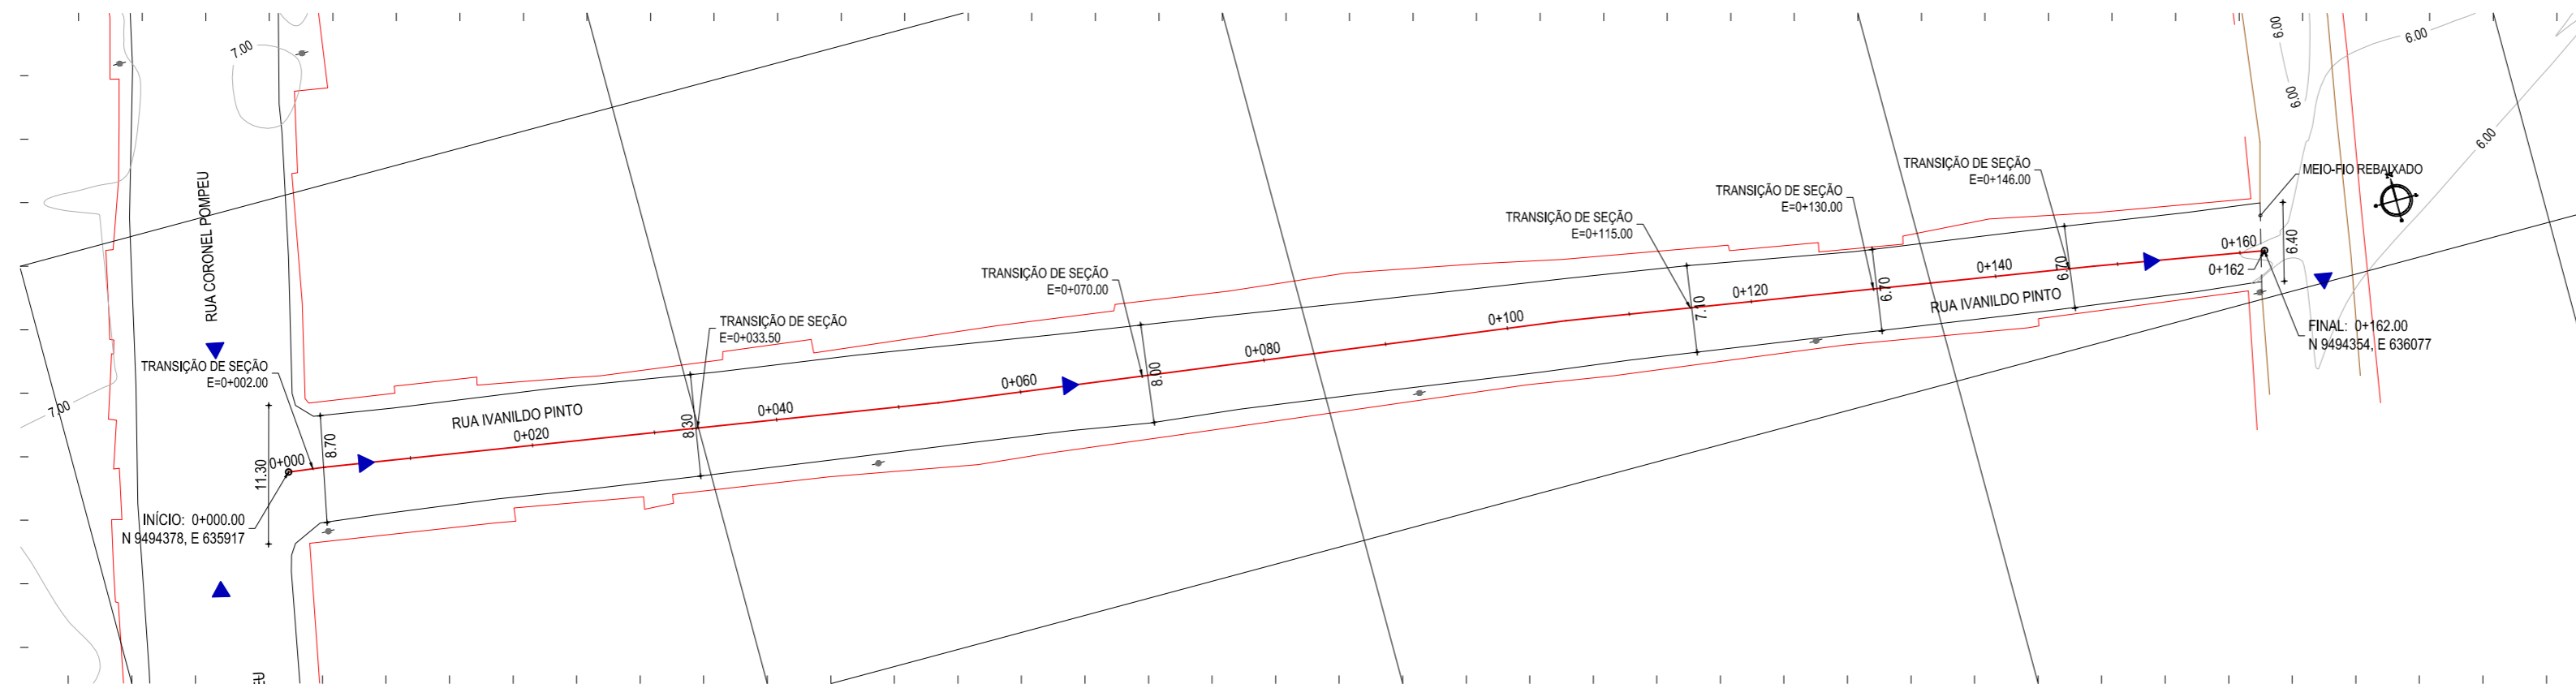 7.00
6.00
6.00
6.00
6.00
RUA CORONEL POMPEU
MEIO-FIO REBAIXADO
N
TRANSIÇÃO DE SEÇÃO
E=0+146.00
TRANSIÇÃO DE SEÇÃO
E=0+130.00
TRANSIÇÃO DE SEÇÃO
E=0+115.00
TRANSIÇÃO DE SEÇÃO
E=0+070.00
TRANSIÇÃO DE SEÇÃO
E=0+033.50
TRANSIÇÃO DE SEÇÃO
E=0+002.00
7.00
11.30
0+000
8.70
RUA IVANILDO PINTO
0+020
8.30
0+040
0+060
8.00
0+080
0+100
7.10
0+120
6.70
0+140
RUA IVANILDO PINTO
6.70
0+160
0+162
6.40
FINAL: 0+162.00
N 9494354, E 636077
INÍCIO: 0+000.00
N 9494378, E 635917